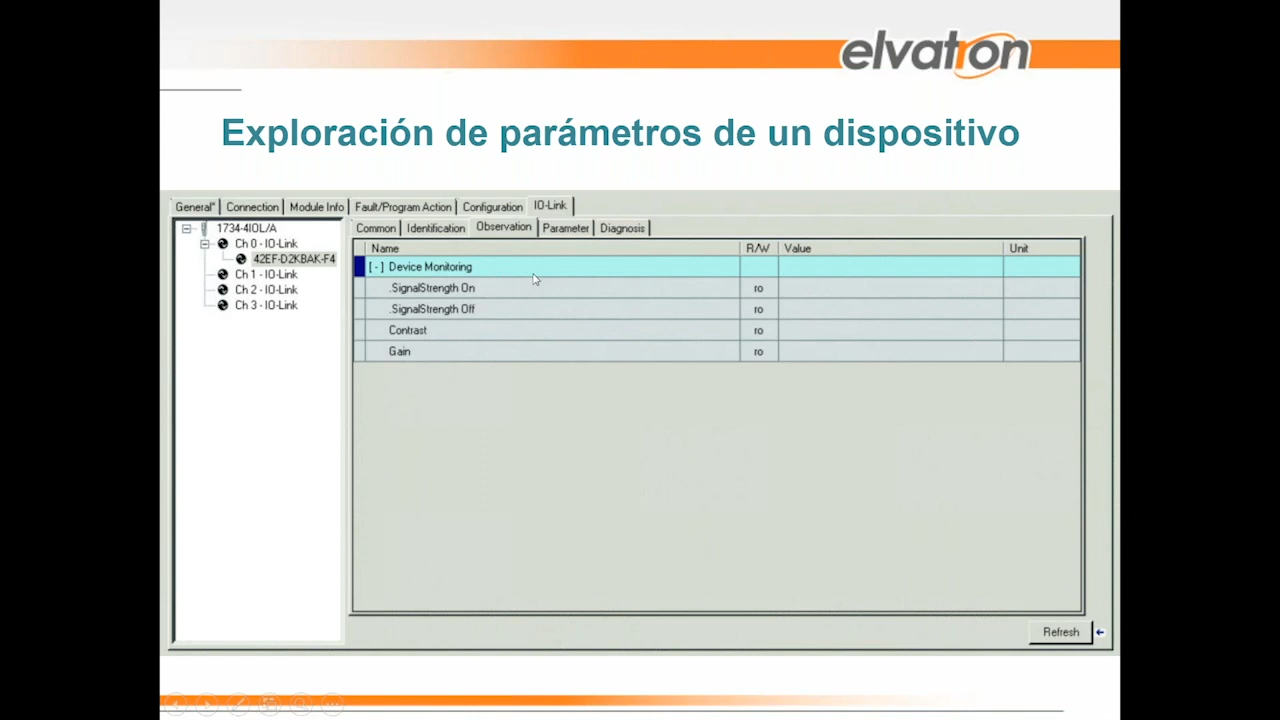 elvatron
Exploración de parámetros de un dispositivo
General* Connection Module Info Fault/Program Action Configuration IO-Link
1734-4IOL/A
Ch 0 - IO-Link
42EF-D2KBAK-F4
Ch 1 - IO-Link
Ch 2 - IO-Link
Ch 3 - IO-Link
Common Identification Observation Parameter Diagnosis
Name R/W Value Unit
[-] Device Monitoring
.SignalStrength On ro
.SignalStrength Off ro
Contrast ro
Gain ro
Refresh